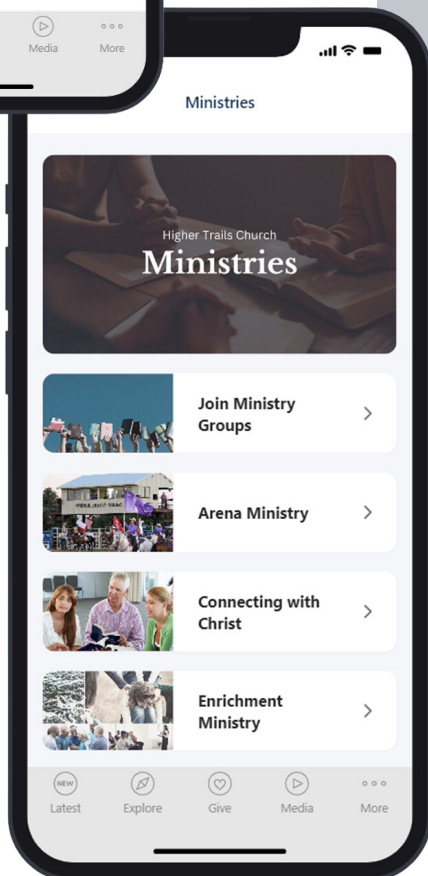 Media
More
Ministries
Higher Trails Church
Ministries
Join Ministry
Groups
Arena Ministry
Connecting with
Christ
Enrichment
Ministry
NEW
Latest
Explore
Give
Media
More